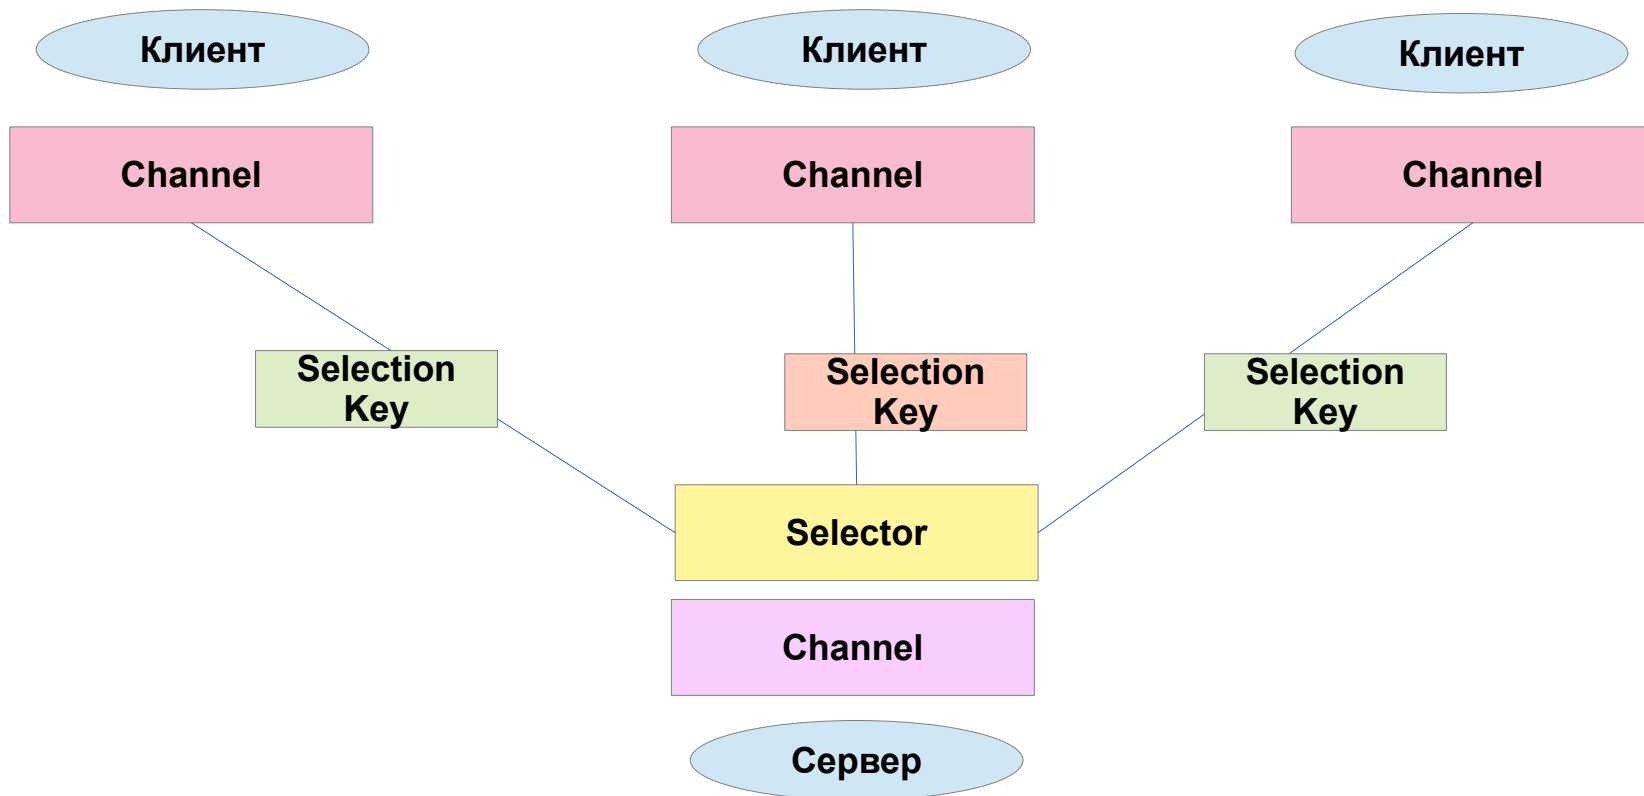 Клиент
Клиент
Клиент
Channel
Channel
Channel
Selection
Key
Selection
Key
Selection
Key
Selector
Channel
Сервер